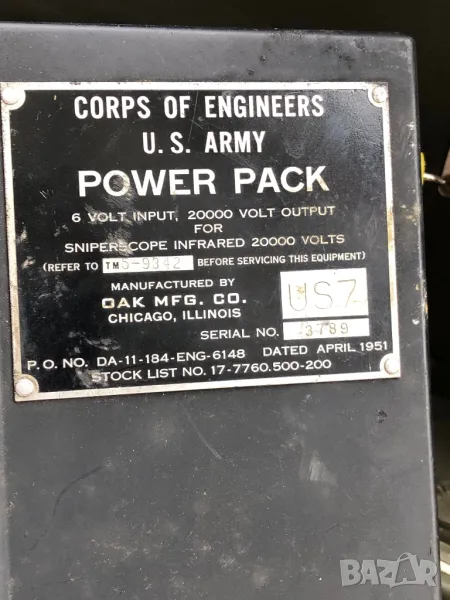 CORPS OF ENGINEERS
U. S. ARMY
POWER PACK
6 VOLT INPUT, 20000 VOLT OUTPUT
FOR
SNIPERSCOPE INFRARED 20000 VOLTS
(REFER TO TM5-9342 BEFORE SERVICING THIS EQUIPMENT)
MANUFACTURED BY
OAK MFG. CO.
CHICAGO, ILLINOIS
US7
SERIAL NO. 3789
P. O. NO. DA-11-184-ENG-6148 DATED APRIL 1951
STOCK LIST NO. 17-7760.500-200
BAZAR